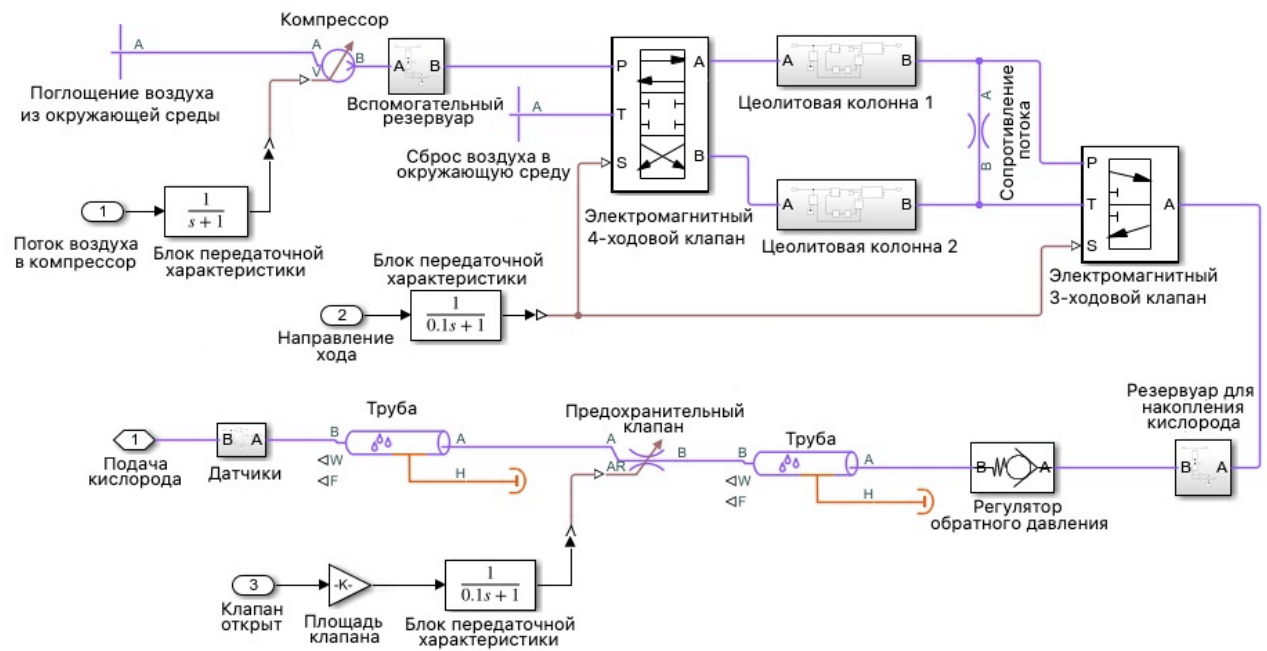 Компрессор
A
A
B
V
A
B
Поглощение воздуха
из окружающей среды
Вспомогательный
резервуар
A
Сброс воздуха в
окружающую среду
P
T
S
A
B
Электромагнитный
4-ходовой клапан
A
B
Цеолитовая колонна 1
A
B
Цеолитовая колонна 2
A
B
Сопротивление
потока
P
T
S
A
Электромагнитный
3-ходовой клапан
1
Поток воздуха
в компрессор
1
s + 1
Блок передаточной
характеристики
Блок передаточной
характеристики
2
Направление
хода
1
0.1s + 1
1
Подача
кислорода
B
A
Датчики
Труба
B
A
W
F
H
Предохранительный
клапан
A
B
AR
Труба
B
A
W
F
H
B
A
Регулятор
обратного давления
Резервуар для
накопления
кислорода
B
A
3
Клапан
открыт
-K-
Площадь
клапана
1
0.1s + 1
Блок передаточной
характеристики